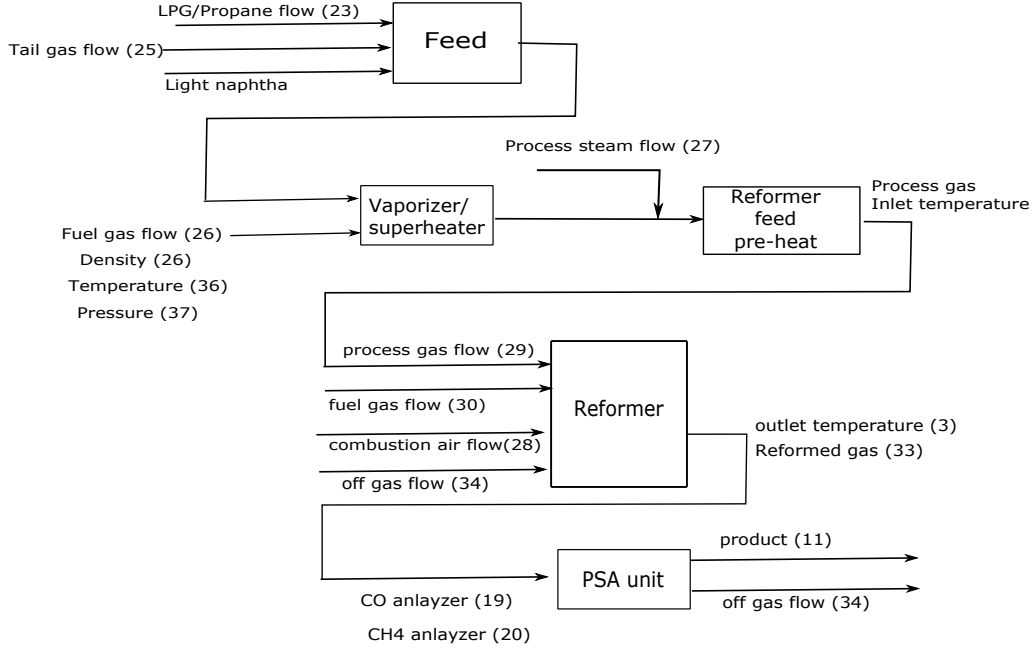 LPG/Propane flow (23)
Feed
Tail gas flow (25)
Light naphtha
Process steam flow (27)
Process gas
Inlet temperature
Vaporizer/
superheater
Reformer
feed
pre-heat
Fuel gas flow (26)
Density (26)
Temperature (36)
Pressure (37)
process gas flow (29)
fuel gas flow (30)
Reformer
combustion air flow(28)
off gas flow (34)
outlet temperature (3)
Reformed gas (33)
product (11)
PSA unit
off gas flow (34)
CO anlayzer (19)
CH4 anlayzer (20)